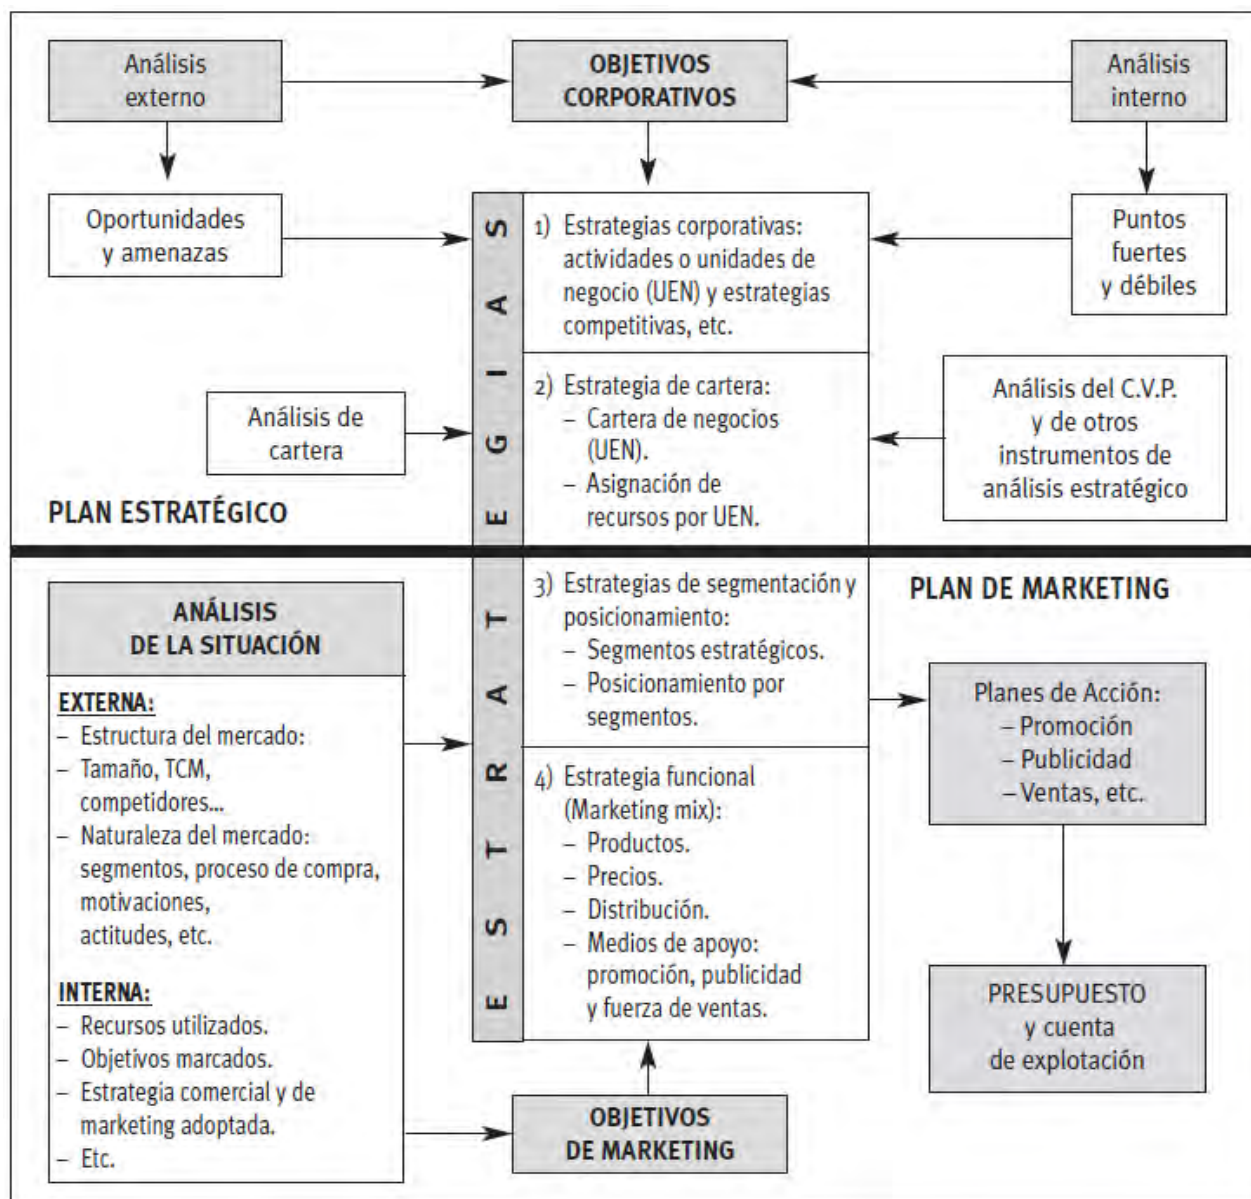 Análisis
externo
OBJETIVOS
CORPORATIVOS
Análisis
interno
Oportunidades
y amenazas
Puntos
fuertes
y débiles
ESTRATEGIAS
1) Estrategias corporativas:
actividades o unidades de
negocio (UEN) y estrategias
competitivas, etc.
2) Estrategia de cartera:
– Cartera de negocios
(UEN).
– Asignación de
recursos por UEN.
Análisis de
cartera
Análisis del C.V.P.
y de otros
instrumentos de
análisis estratégico
PLAN ESTRATÉGICO
PLAN DE MARKETING
ANÁLISIS
DE LA SITUACIÓN
EXTERNA:
– Estructura del mercado:
– Tamaño, TCM,
competidores...
– Naturaleza del mercado:
segmentos, proceso de compra,
motivaciones,
actitudes, etc.
INTERNA:
– Recursos utilizados.
– Objetivos marcados.
– Estrategia comercial y de
marketing adoptada.
– Etc.
3) Estrategias de segmentación y
posicionamiento:
– Segmentos estratégicos.
– Posicionamiento por
segmentos.
4) Estrategia funcional
(Marketing mix):
– Productos.
– Precios.
– Distribución.
– Medios de apoyo:
promoción, publicidad
y fuerza de ventas.
OBJETIVOS
DE MARKETING
Planes de Acción:
– Promoción
– Publicidad
– Ventas, etc.
PRESUPUESTO
y cuenta
de explotación